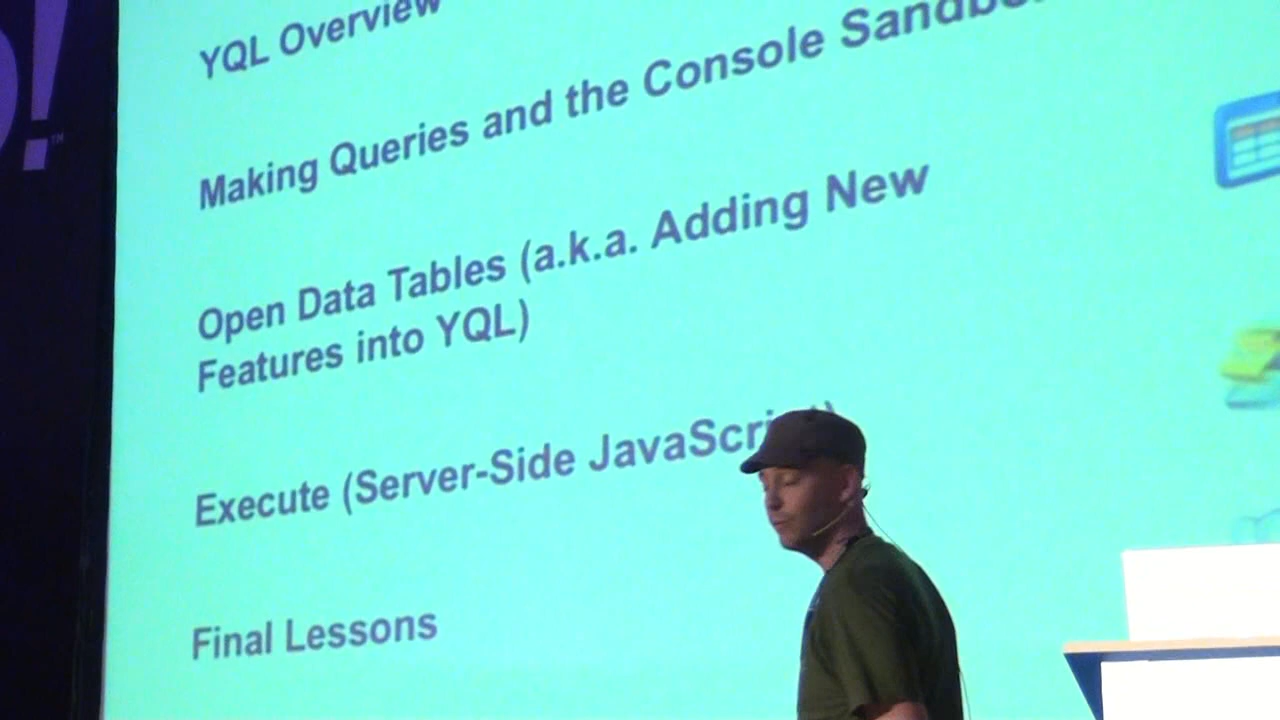 YQL Overview
Making Queries and the Console
Open Data Tables (a.k.a. Adding New
Features into YQL)
Execute (Server-Side
Final Lessons
!™